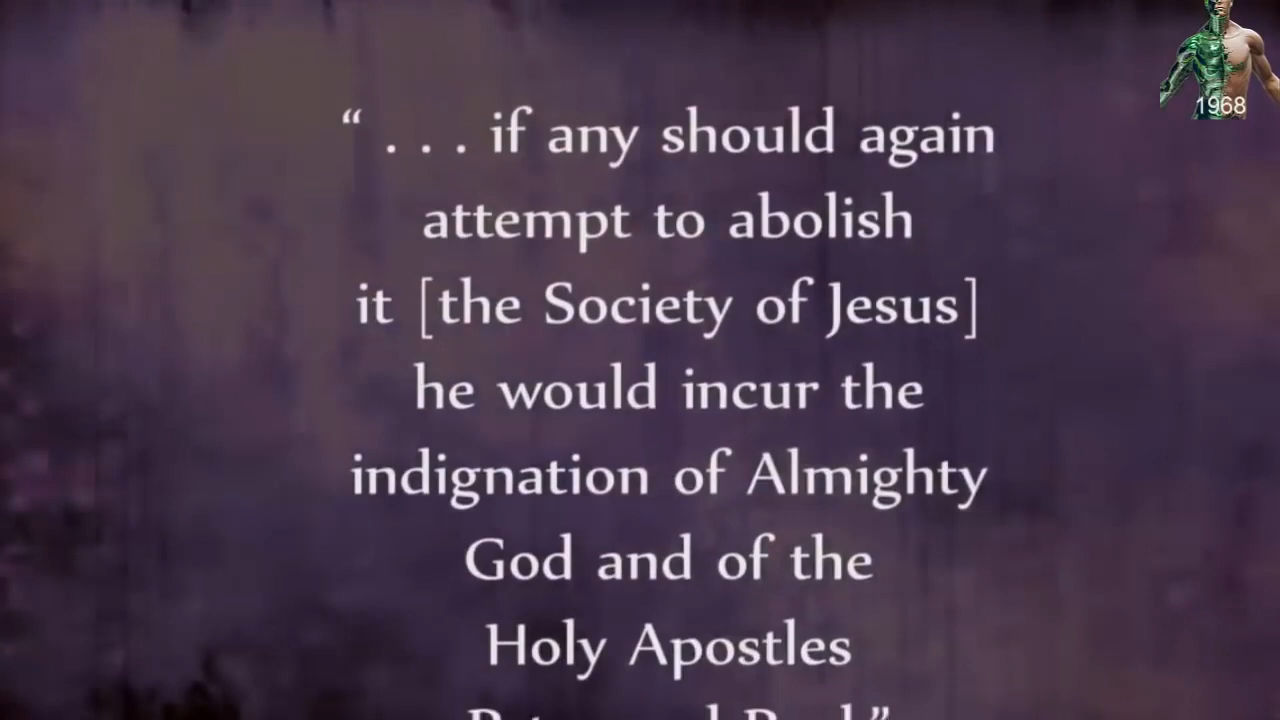 “ . . . if any should again
attempt to abolish
it [the Society of Jesus]
he would incur the
indignation of Almighty
God and of the
Holy Apostles
1968